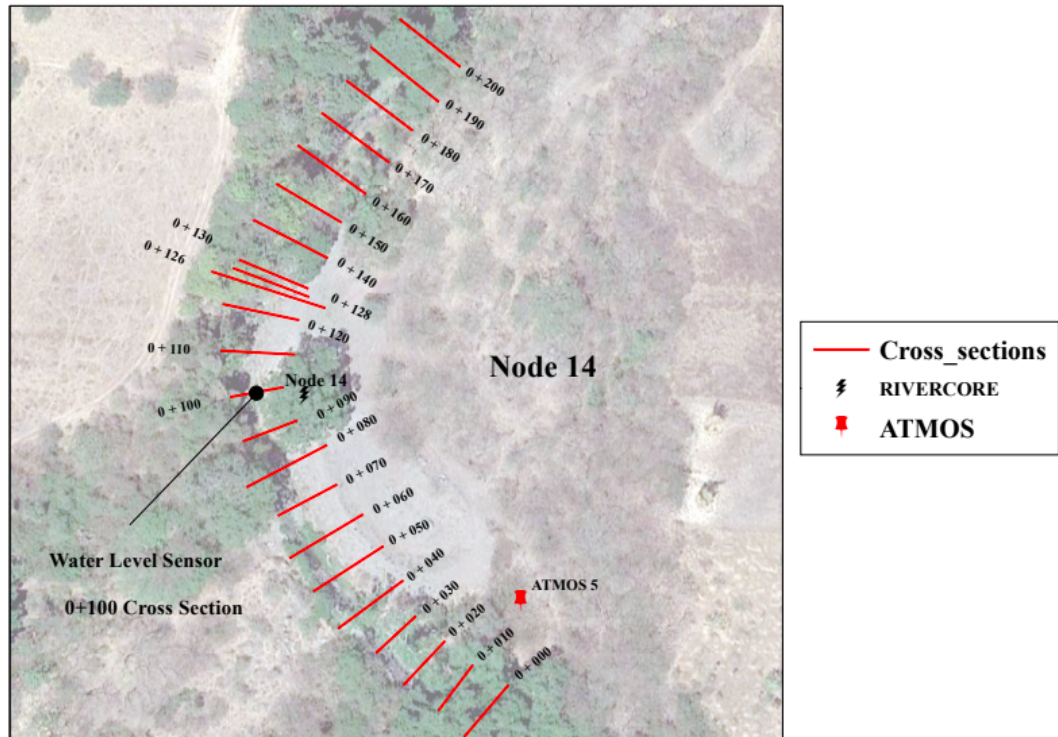 0 + 200
0 + 190
0 + 180
0 + 170
0 + 160
0 + 150
0 + 130
0 + 126
0 + 140
0 + 128
0 + 120
0 + 110
Node 14
Node 14
0 + 100
0 + 090
0 + 080
0 + 070
0 + 060
0 + 050
0 + 040
0 + 030
0 + 020
0 + 010
0 + 000
Water Level Sensor
0+100 Cross Section
ATMOS 5
Cross_sections
RIVERCORE
ATMOS